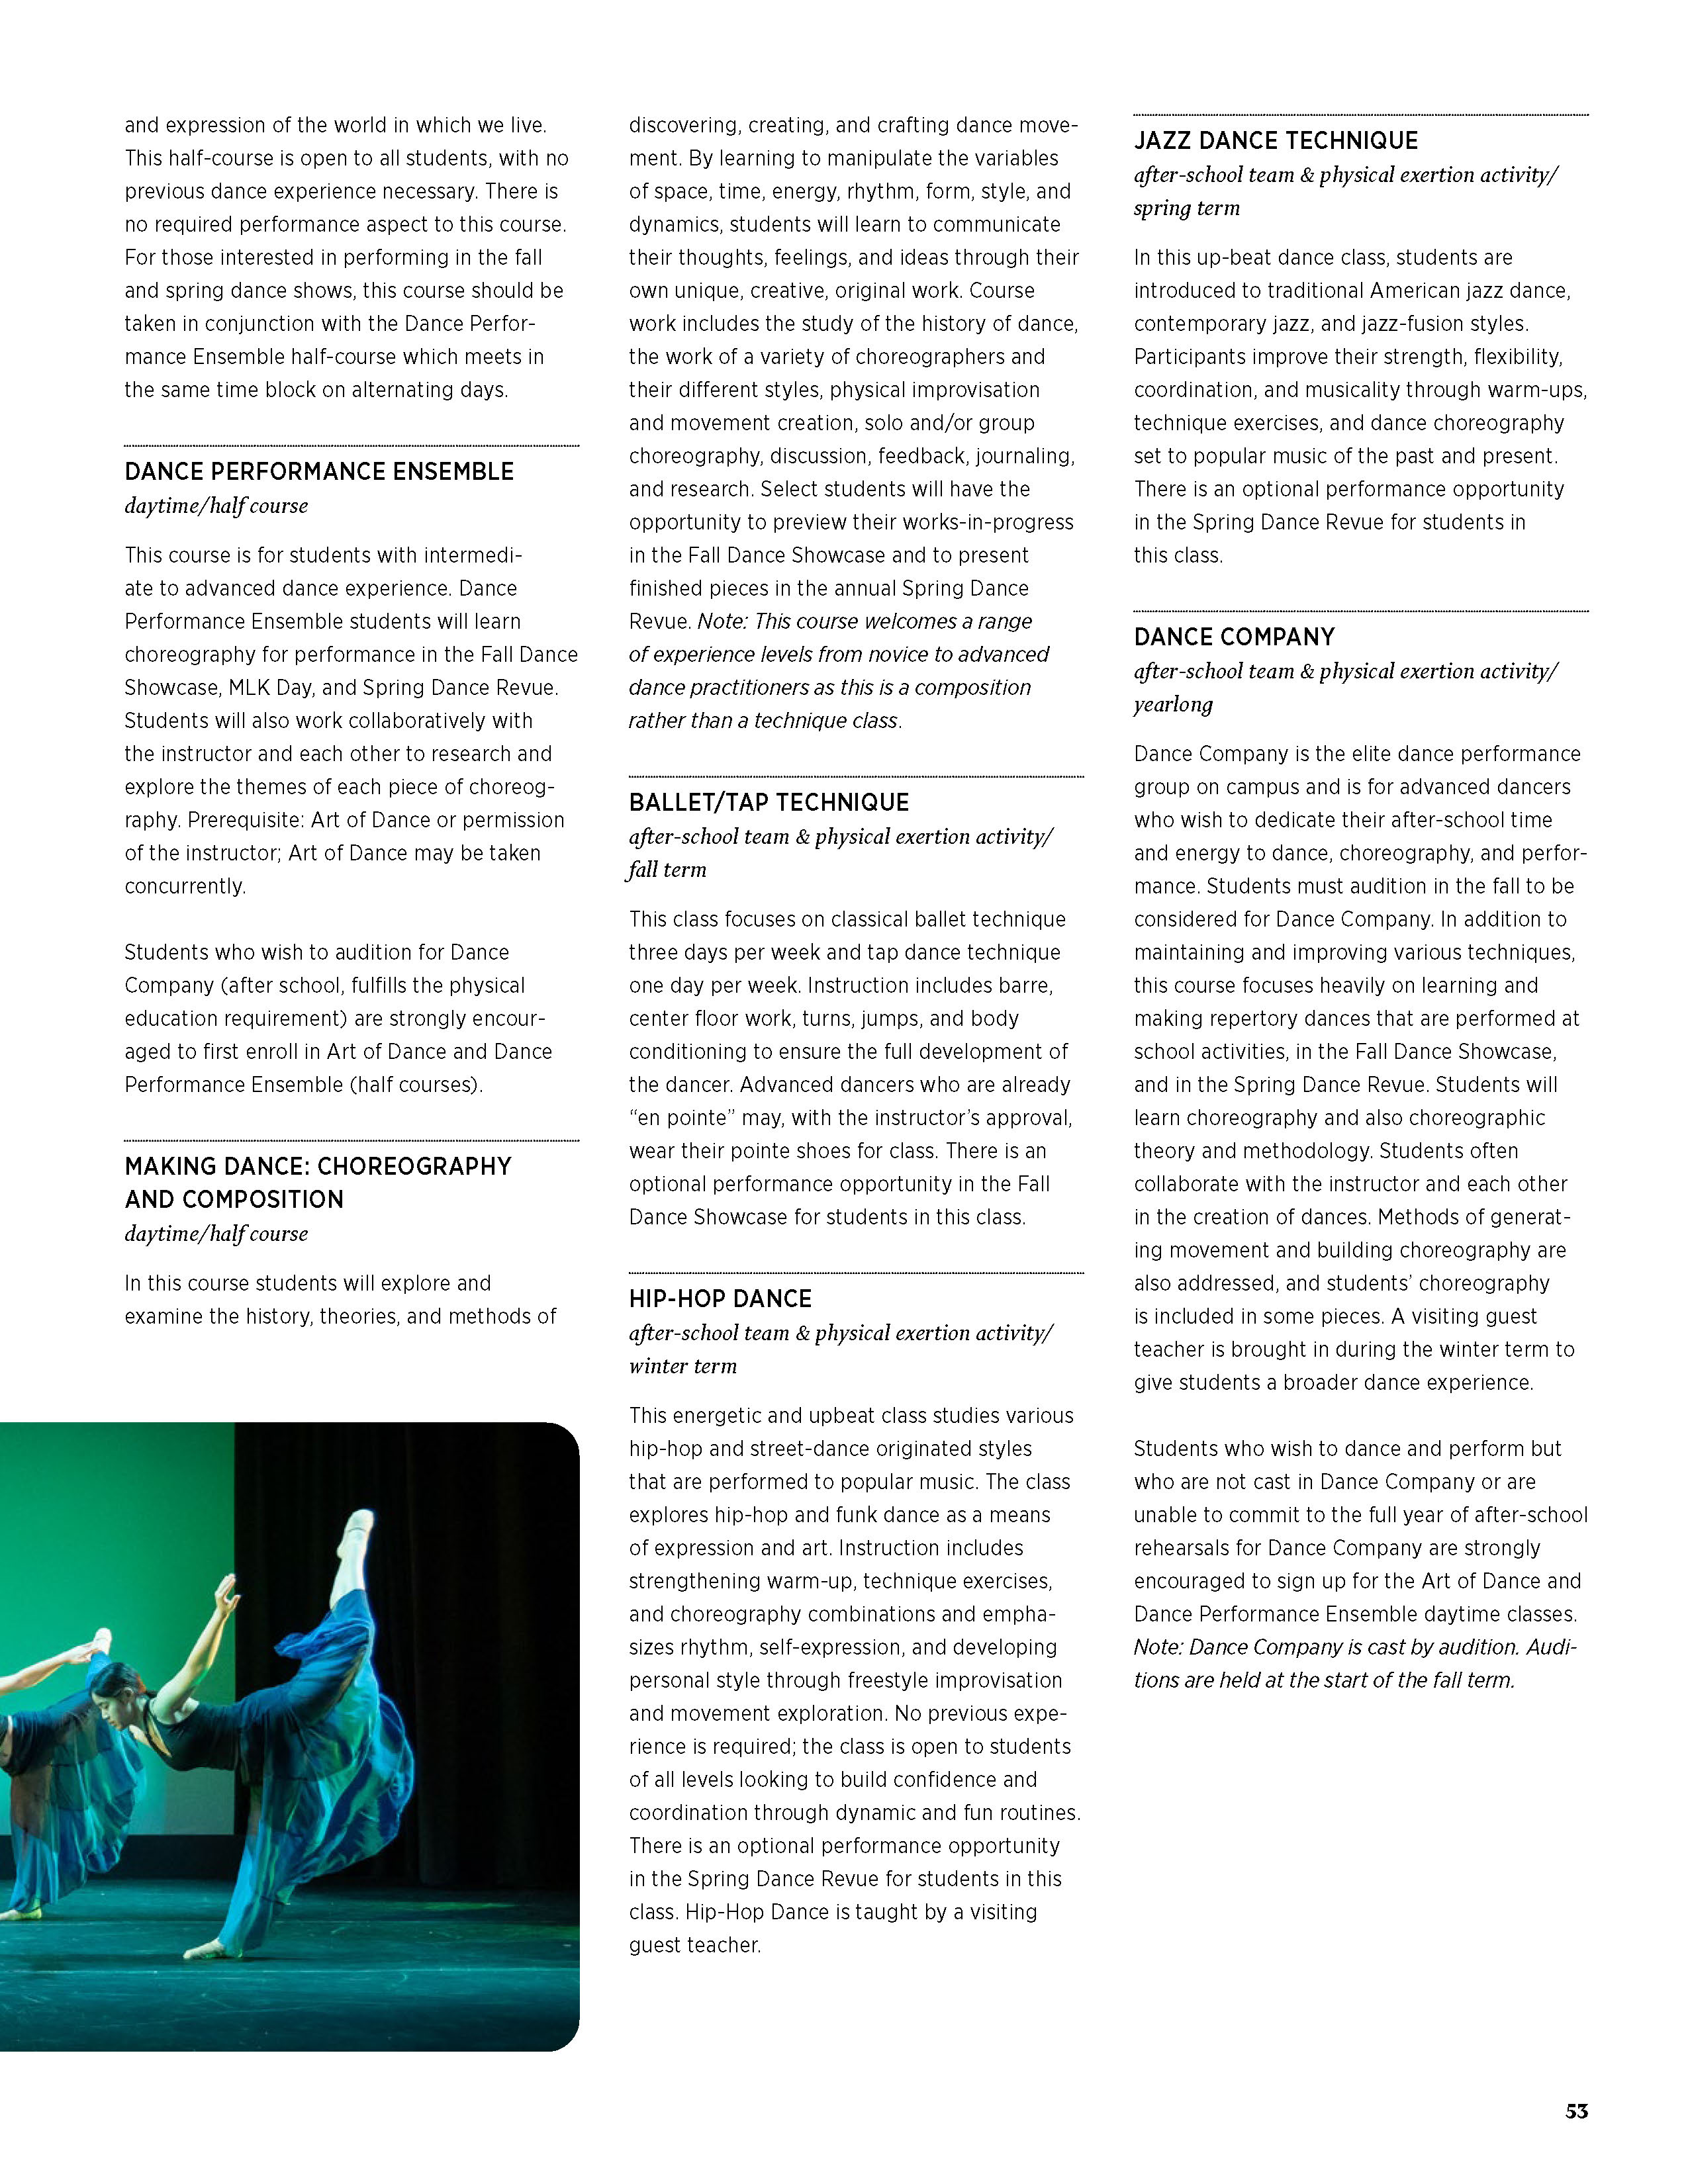 and expression of the world in which we live.
This half-course is open to all students, with no
previous dance experience necessary. There is
no required performance aspect to this course.
For those interested in performing in the fall
and spring dance shows, this course should be
taken in conjunction with the Dance Perfor-
mance Ensemble half-course which meets in
the same time block on alternating days.
DANCE PERFORMANCE ENSEMBLE
daytime/half course
This course is for students with intermedi-
ate to advanced dance experience. Dance
Performance Ensemble students will learn
choreography for performance in the Fall Dance
Showcase, MLK Day, and Spring Dance Revue.
Students will also work collaboratively with
the instructor and each other to research and
explore the themes of each piece of choreog-
raphy. Prerequisite: Art of Dance or permission
of the instructor; Art of Dance may be taken
concurrently.
Students who wish to audition for Dance
Company (after school, fulfills the physical
education requirement) are strongly encour-
aged to first enroll in Art of Dance and Dance
Performance Ensemble (half courses).
MAKING DANCE: CHOREOGRAPHY
AND COMPOSITION
daytime/half course
In this course students will explore and
examine the history, theories, and methods of
discovering, creating, and crafting dance move-
ment. By learning to manipulate the variables
of space, time, energy, rhythm, form, style, and
dynamics, students will learn to communicate
their thoughts, feelings, and ideas through their
own unique, creative, original work. Course
work includes the study of the history of dance,
the work of a variety of choreographers and
their different styles, physical improvisation
and movement creation, solo and/or group
choreography, discussion, feedback, journaling,
and research. Select students will have the
opportunity to preview their works-in-progress
in the Fall Dance Showcase and to present
finished pieces in the annual Spring Dance
Revue. Note: This course welcomes a range
of experience levels from novice to advanced
dance practitioners as this is a composition
rather than a technique class.
BALLET/TAP TECHNIQUE
after-school team & physical exertion activity/
fall term
This class focuses on classical ballet technique
three days per week and tap dance technique
one day per week. Instruction includes barre,
center floor work, turns, jumps, and body
conditioning to ensure the full development of
the dancer. Advanced dancers who are already
“en pointe” may, with the instructor’s approval,
wear their pointe shoes for class. There is an
optional performance opportunity in the Fall
Dance Showcase for students in this class.
HIP-HOP DANCE
after-school team & physical exertion activity/
winter term
This energetic and upbeat class studies various
hip-hop and street-dance originated styles
that are performed to popular music. The class
explores hip-hop and funk dance as a means
of expression and art. Instruction includes
strengthening warm-up, technique exercises,
and choreography combinations and empha-
sizes rhythm, self-expression, and developing
personal style through freestyle improvisation
and movement exploration. No previous expe-
rience is required; the class is open to students
of all levels looking to build confidence and
coordination through dynamic and fun routines.
There is an optional performance opportunity
in the Spring Dance Revue for students in this
class. Hip-Hop Dance is taught by a visiting
guest teacher.
JAZZ DANCE TECHNIQUE
after-school team & physical exertion activity/
spring term
In this up-beat dance class, students are
introduced to traditional American jazz dance,
contemporary jazz, and jazz-fusion styles.
Participants improve their strength, flexibility,
coordination, and musicality through warm-ups,
technique exercises, and dance choreography
set to popular music of the past and present.
There is an optional performance opportunity
in the Spring Dance Revue for students in
this class.
DANCE COMPANY
after-school team & physical exertion activity/
yearlong
Dance Company is the elite dance performance
group on campus and is for advanced dancers
who wish to dedicate their after-school time
and energy to dance, choreography, and perfor-
mance. Students must audition in the fall to be
considered for Dance Company. In addition to
maintaining and improving various techniques,
this course focuses heavily on learning and
making repertory dances that are performed at
school activities, in the Fall Dance Showcase,
and in the Spring Dance Revue. Students will
learn choreography and also choreographic
theory and methodology. Students often
collaborate with the instructor and each other
in the creation of dances. Methods of generat-
ing movement and building choreography are
also addressed, and students’ choreography
is included in some pieces. A visiting guest
teacher is brought in during the winter term to
give students a broader dance experience.
Students who wish to dance and perform but
who are not cast in Dance Company or are
unable to commit to the full year of after-school
rehearsals for Dance Company are strongly
encouraged to sign up for the Art of Dance and
Dance Performance Ensemble daytime classes.
Note: Dance Company is cast by audition. Audi-
tions are held at the start of the fall term.
53